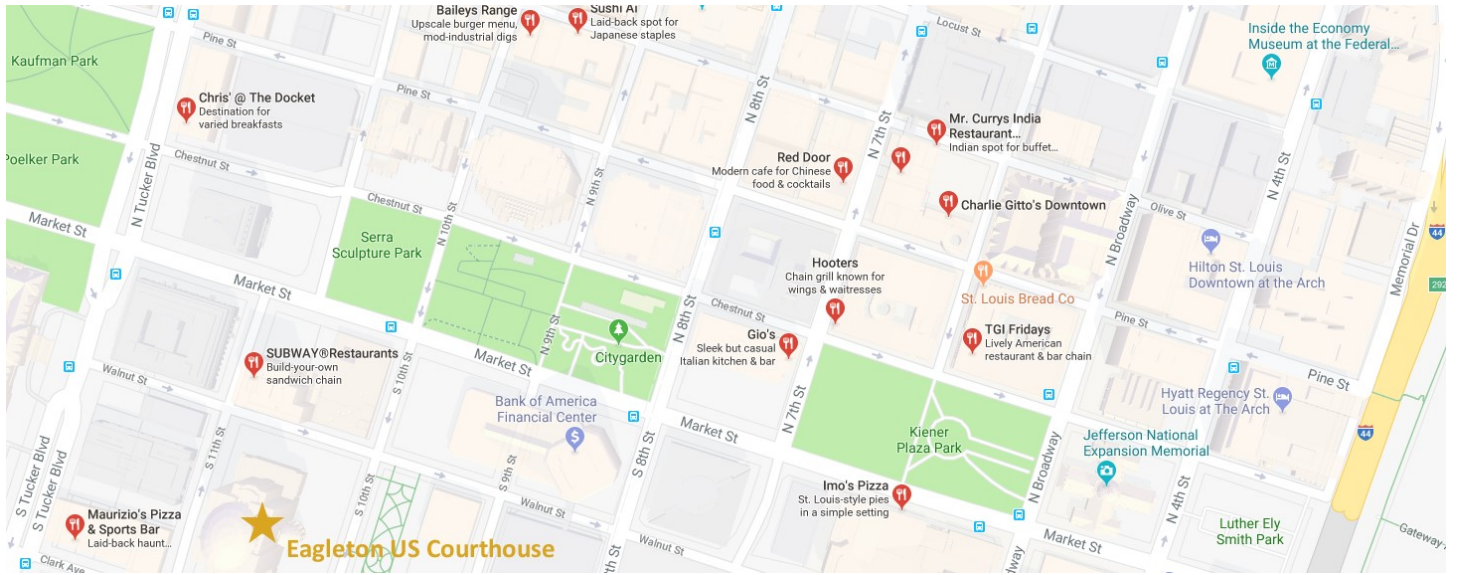 Kaufman Park
Pine St
Baileys Range
Upscale burger menu,
mod-industrial digs
Sushi Ai
Laid-back spot for
Japanese staples
Locust St
Inside the Economy
Museum at the Federal...
Chris' @ The Docket
Destination for
varied breakfasts
Pine St
N 8th St
N 7th St
Mr. Currys India
Restaurant...
Indian spot for buffet...
Poelker Park
N Tucker Blvd
Chestnut St
Red Door
Modern cafe for Chinese
food & cocktails
N 4th St
Market St
Chestnut St
N 10th St
N 9th St
Charlie Gitto's Downtown
Olive St
N Broadway
44
Serra
Sculpture Park
Hooters
Chain grill known for
wings & waitresses
Hilton St. Louis
Downtown at the Arch
Memorial Dr
292
Market St
St. Louis Bread Co
Chestnut St
N 8th St
N 9th St
Citygarden
Gio's
Sleek but casual
Italian kitchen & bar
TGI Fridays
Lively American
restaurant & bar chain
Pine St
Pine St
SUBWAY®Restaurants
Build-your-own
sandwich chain
Market St
Walnut St
S 10th St
Bank of America
Financial Center
$
N 7th St
Hyatt Regency St.
Louis at The Arch
Market St
Kiener
Plaza Park
44
S 11th St
S Tucker Blvd
S Tucker Blvd
S 10th St
S 9th St
S 8th St
Jefferson National
Expansion Memorial
N Broadway
N 4th St
Imo's Pizza
St. Louis-style pies
in a simple setting
Walnut St
Maurizio's Pizza
& Sports Bar
Laid-back haunt...
Eagleton US Courthouse
Walnut St
Market St
Luther Ely
Smith Park
Gateway
Clark Ave